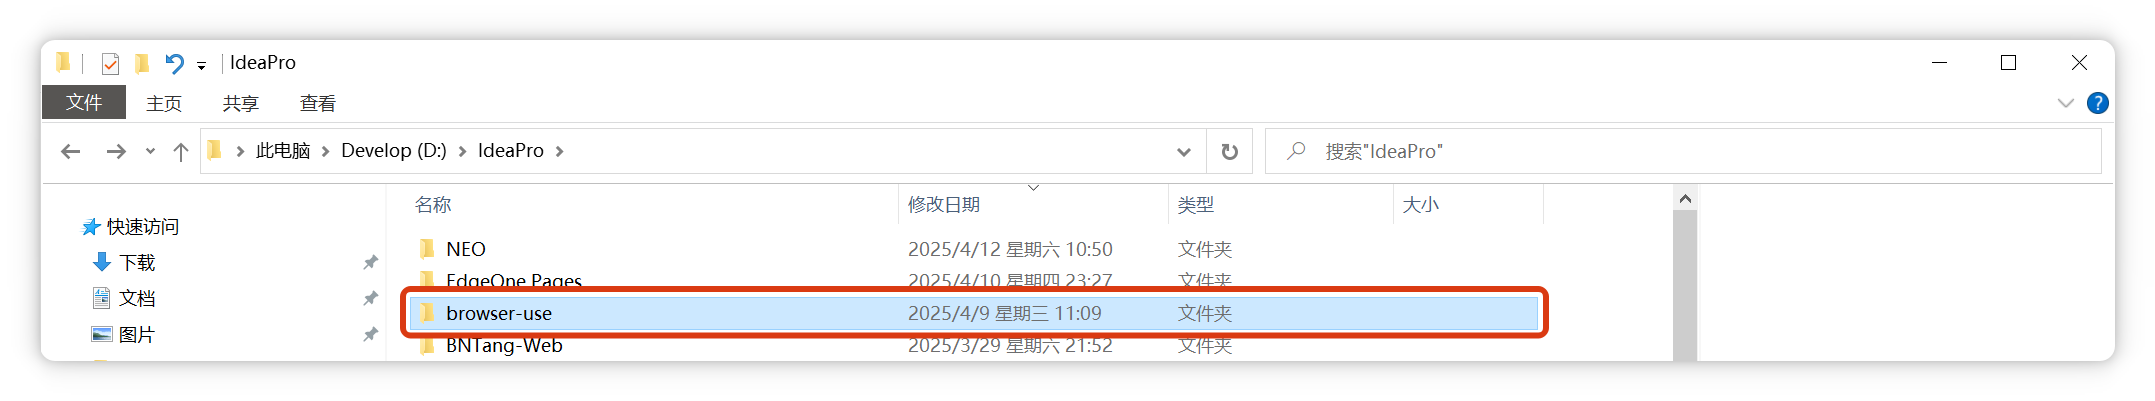 IdeaPro
文件 主页 共享 查看
此电脑 Develop (D:) IdeaPro 搜索"IdeaPro"
名称 修改日期 类型 大小
快速访问
下载
文档
图片
NEO 2025/4/12 星期六 10:50 文件夹
EdgeOne Pages 2025/4/10 星期四 23:27 文件夹
browser-use 2025/4/9 星期三 11:09 文件夹
BNTang-Web 2025/3/29 星期六 21:52 文件夹